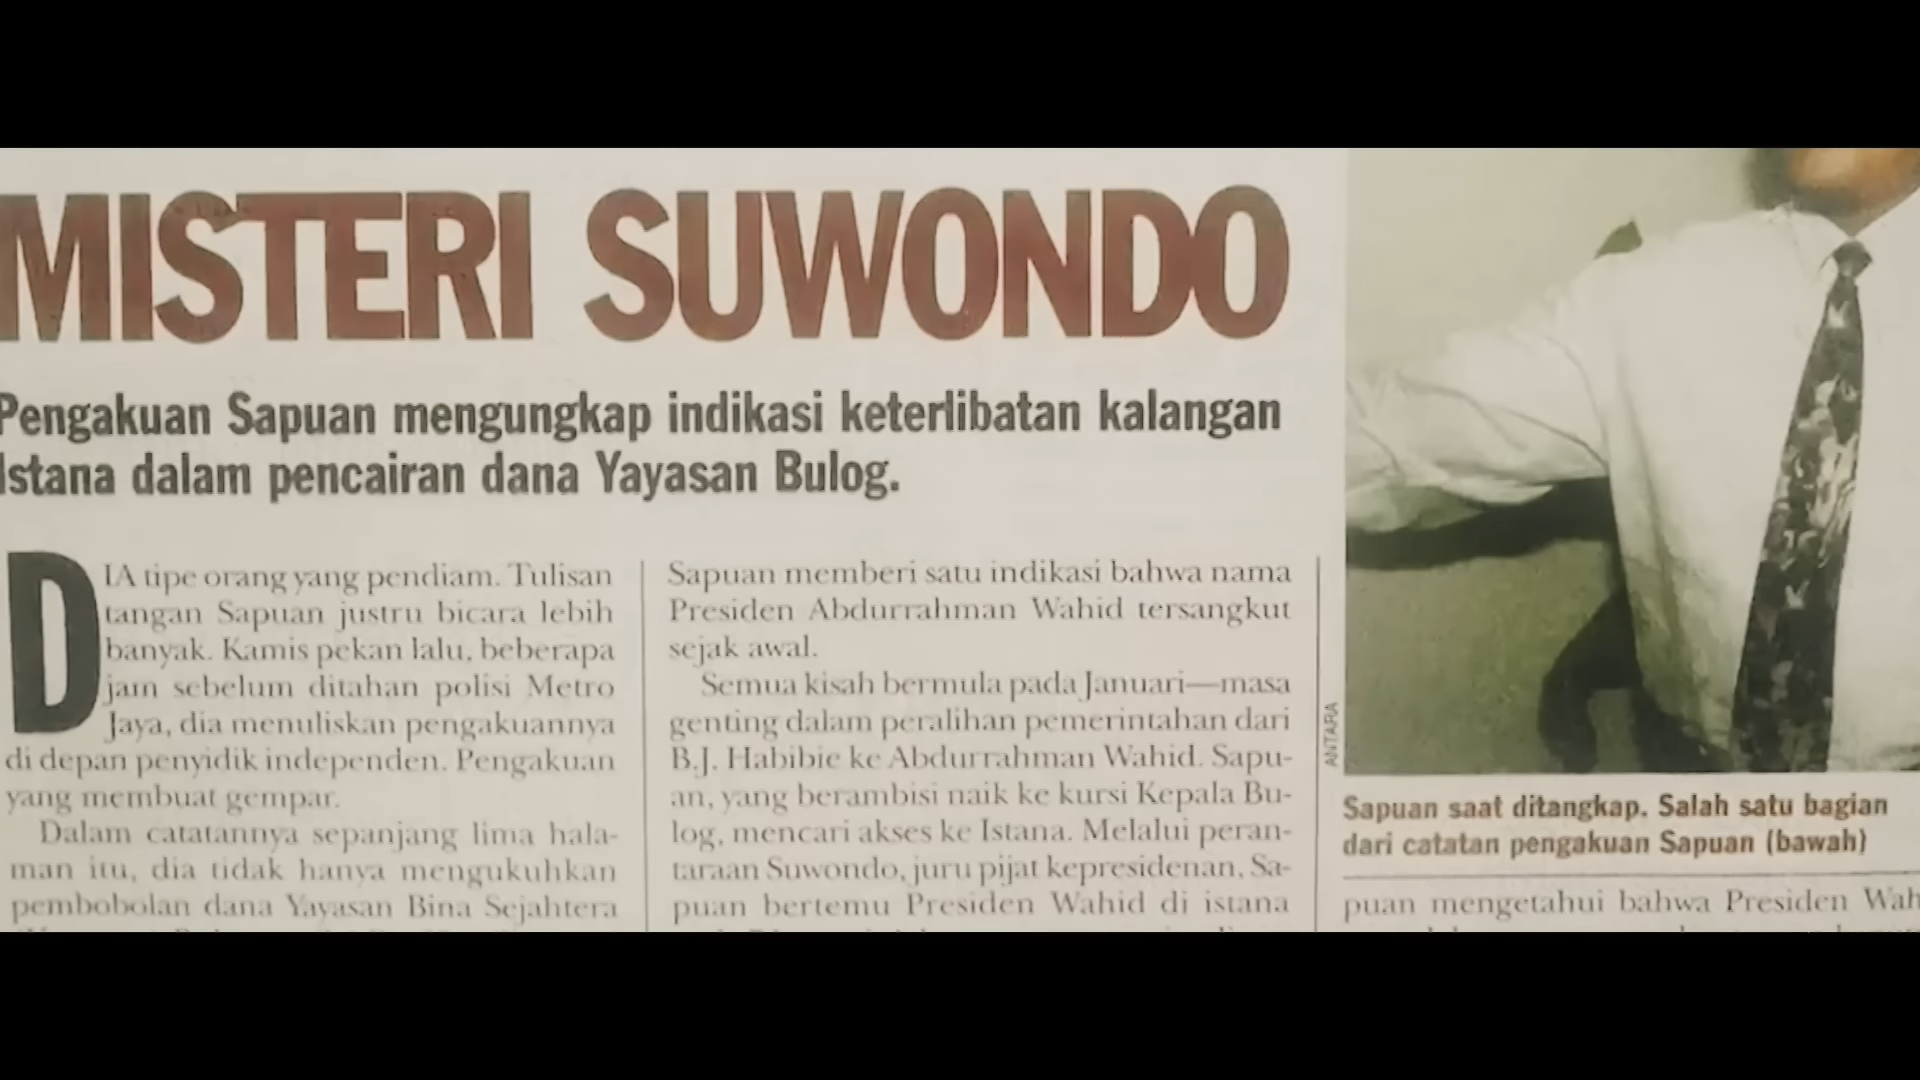 MISTERI SUWONDO
Pengakuan Sapuan mengungkap indikasi keterlibatan kalangan
Istana dalam pencairan dana Yayasan Bulog.
DIA tipe orang yang pendiam. Tulisan
tangan Sapuan justru bicara lebih
banyak. Kamis pekan lalu, beberapa
jam sebelum ditahan polisi Metro
Jaya, dia menuliskan pengakuannya
di depan penyidik independen. Pengakuan
yang membuat gempar.
Dalam catatannya sepanjang lima hala-
man itu, dia tidak hanya mengukuhkan
pembobolan dana Yayasan Bina Sejahtera
Sapuan memberi satu indikasi bahwa nama
Presiden Abdurrahman Wahid tersangkut
sejak awal.
Semua kisah bermula pada Januari—masa
genting dalam peralihan pemerintahan dari
B.J. Habibie ke Abdurrahman Wahid. Sapu-
an, yang berambisi naik ke kursi Kepala Bu-
log, mencari akses ke Istana. Melalui peran-
taraan Suwondo, juru pijat kepresidenan, Sa-
puan bertemu Presiden Wahid di istana
ANTARA
Sapuan saat ditangkap. Salah satu bagian
dari catatan pengakuan Sapuan (bawah)
puan mengetahui bahwa Presiden Wah